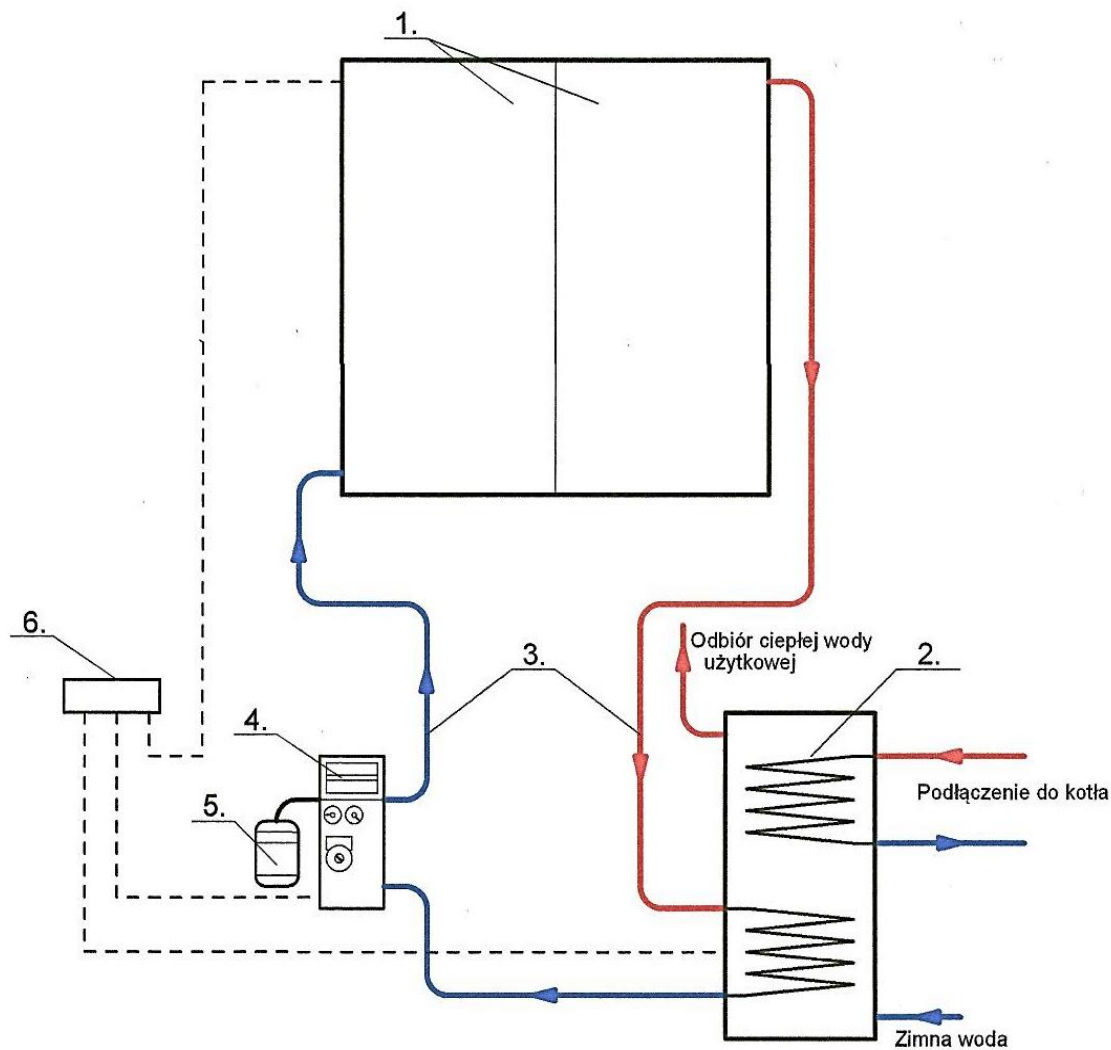 1.
6.
3.
Odbiór ciepłej wody
użytkowej
2.
4.
Podłączenie do kotła
5.
Zimna woda